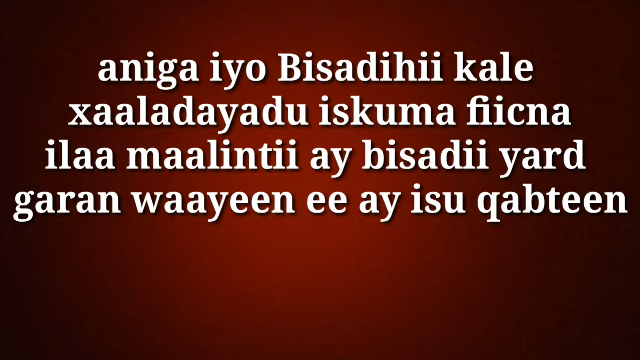 aniga iyo Bisadihii kale
xaaladayadu iskuma fiicna
ilaa maalintii ay bisadii yard
garan waayeen ee ay isu qabteen